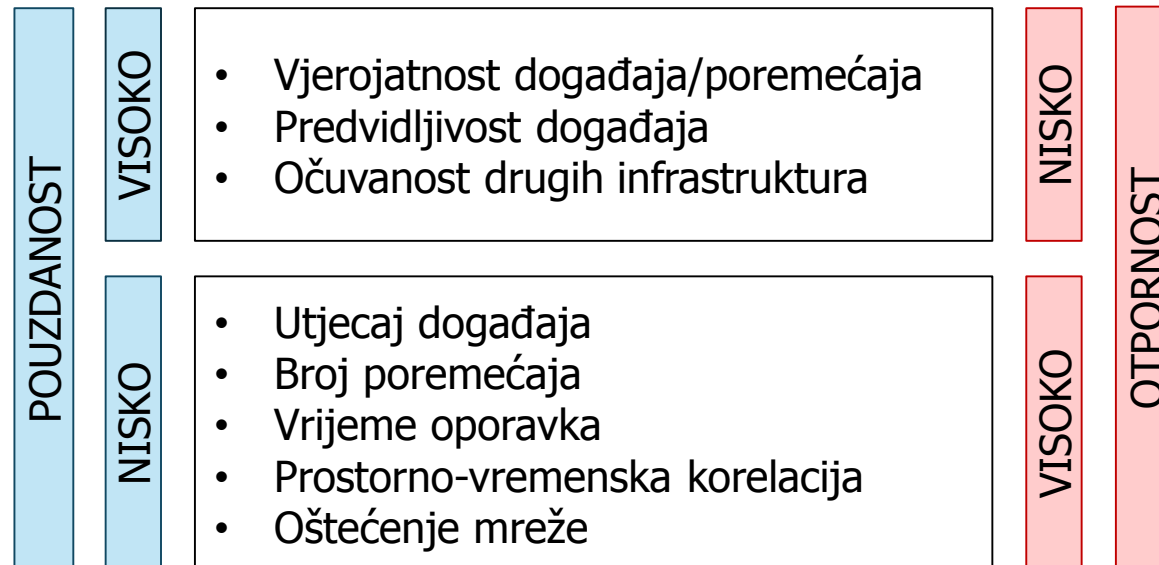 POUZDANOST
VISOKO
• Vjerojatnost događaja/poremećaja
• Predvidljivost događaja
• Očuvanost drugih infrastruktura
NISKO
OTPORNOST
NISKO
• Utjecaj događaja
• Broj poremećaja
• Vrijeme oporavka
• Prostorno-vremenska korelacija
• Oštećenje mreže
VISOKO